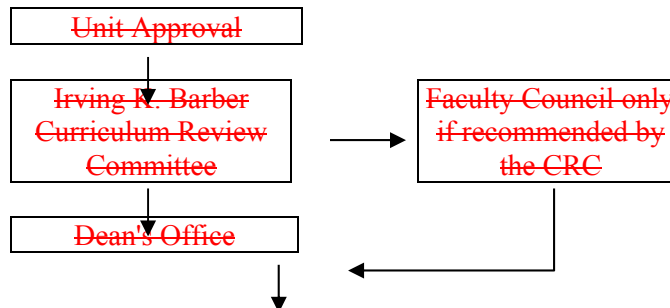 Unit Approval
Irving K. Barber
Curriculum Review
Committee
Faculty Council only
if recommended by
the CRC
Dean's Office